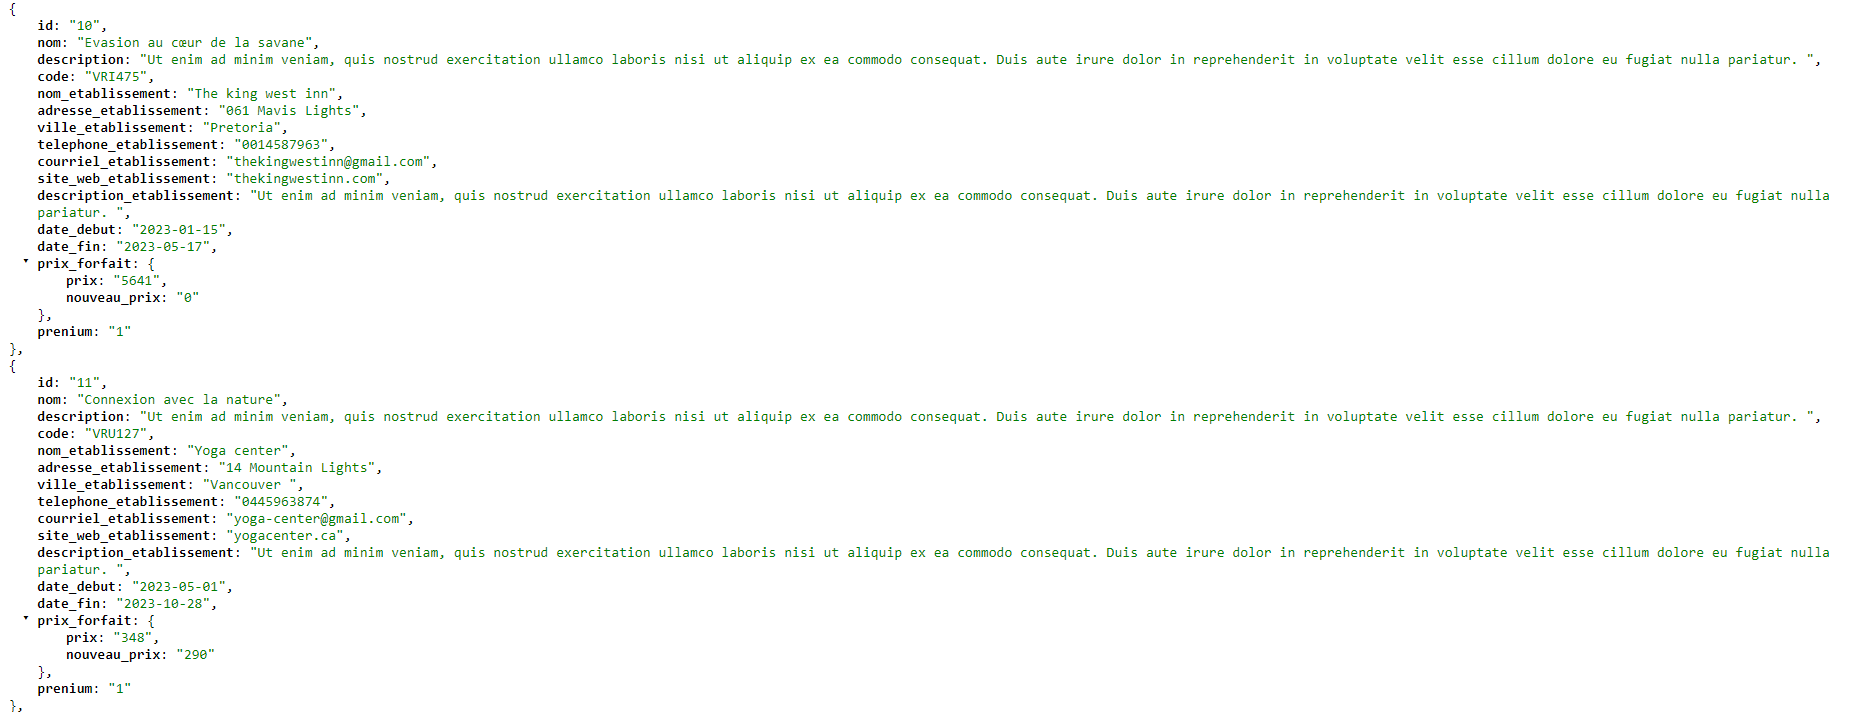 {
id: "10",
nom: "Evasion au cœur de la savane",
description: "Ut enim ad minim veniam, quis nostrud exercitation ullamco laboris nisi ut aliquip ex ea commodo consequat. Duis aute irure dolor in reprehenderit in voluptate velit esse cillum dolore eu fugiat nulla pariatur. ",
code: "VRI475",
nom_etablissement: "The king west inn",
adresse_etablissement: "061 Mavis Lights",
ville_etablissement: "Pretoria",
telephone_etablissement: "0014587963",
courriel_etablissement: "thekingwestinn@gmail.com",
site_web_etablissement: "thekingwestinn.com",
description_etablissement: "Ut enim ad minim veniam, quis nostrud exercitation ullamco laboris nisi ut aliquip ex ea commodo consequat. Duis aute irure dolor in reprehenderit in voluptate velit esse cillum dolore eu fugiat nulla
pariatur. ",
date_debut: "2023-01-15",
date_fin: "2023-05-17",
prix_forfait: {
prix: "5641",
nouveau_prix: "0"
},
prenium: "1"
},
{
id: "11",
nom: "Connexion avec la nature",
description: "Ut enim ad minim veniam, quis nostrud exercitation ullamco laboris nisi ut aliquip ex ea commodo consequat. Duis aute irure dolor in reprehenderit in voluptate velit esse cillum dolore eu fugiat nulla pariatur. ",
code: "VRU127",
nom_etablissement: "Yoga center",
adresse_etablissement: "14 Mountain Lights",
ville_etablissement: "Vancouver ",
telephone_etablissement: "0445963874",
courriel_etablissement: "yoga-center@gmail.com",
site_web_etablissement: "yogacenter.ca",
description_etablissement: "Ut enim ad minim veniam, quis nostrud exercitation ullamco laboris nisi ut aliquip ex ea commodo consequat. Duis aute irure dolor in reprehenderit in voluptate velit esse cillum dolore eu fugiat nulla
pariatur. ",
date_debut: "2023-05-01",
date_fin: "2023-10-28",
prix_forfait: {
prix: "348",
nouveau_prix: "290"
},
prenium: "1"
},